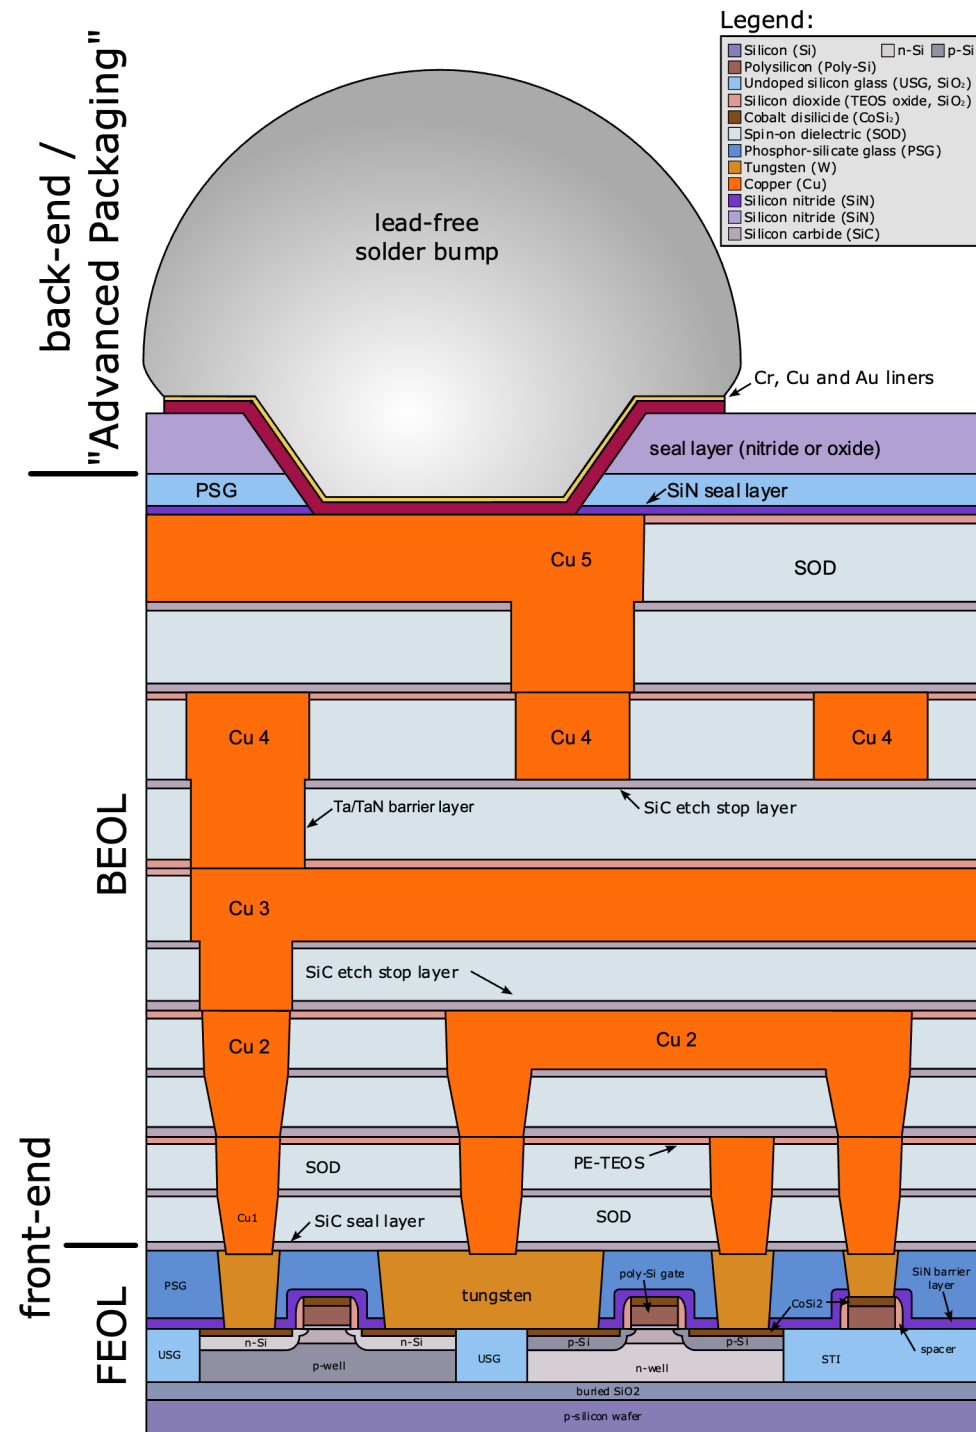 Legend:
Silicon (Si)
n-Si
p-Si
Polysilicon (Poly-Si)
Undoped silicon glass (USG, SiO₂)
Silicon dioxide (TEOS oxide, SiO₂)
Cobalt disilicide (CoSi₂)
Spin-on dielectric (SOD)
Phosphor-silicate glass (PSG)
Tungsten (W)
Copper (Cu)
Silicon nitride (SiN)
Silicon nitride (SiN)
Silicon carbide (SiC)
back-end /
"Advanced Packaging"
lead-free
solder bump
Cr, Cu and Au liners
seal layer (nitride or oxide)
PSG
SiN seal layer
Cu 5
SOD
Cu 4
Cu 4
Cu 4
BEOL
Ta/TaN barrier layer
SiC etch stop layer
Cu 3
SiC etch stop layer
Cu 2
Cu 2
front-end
SOD
PE-TEOS
Cu1
SiC seal layer
SOD
FEOL
PSG
tungsten
poly-Si gate
CoSi2
SiN barrier
layer
spacer
USG
n-Si
n-Si
p-well
USG
p-Si
p-Si
n-well
STI
buried SiO2
p-silicon wafer